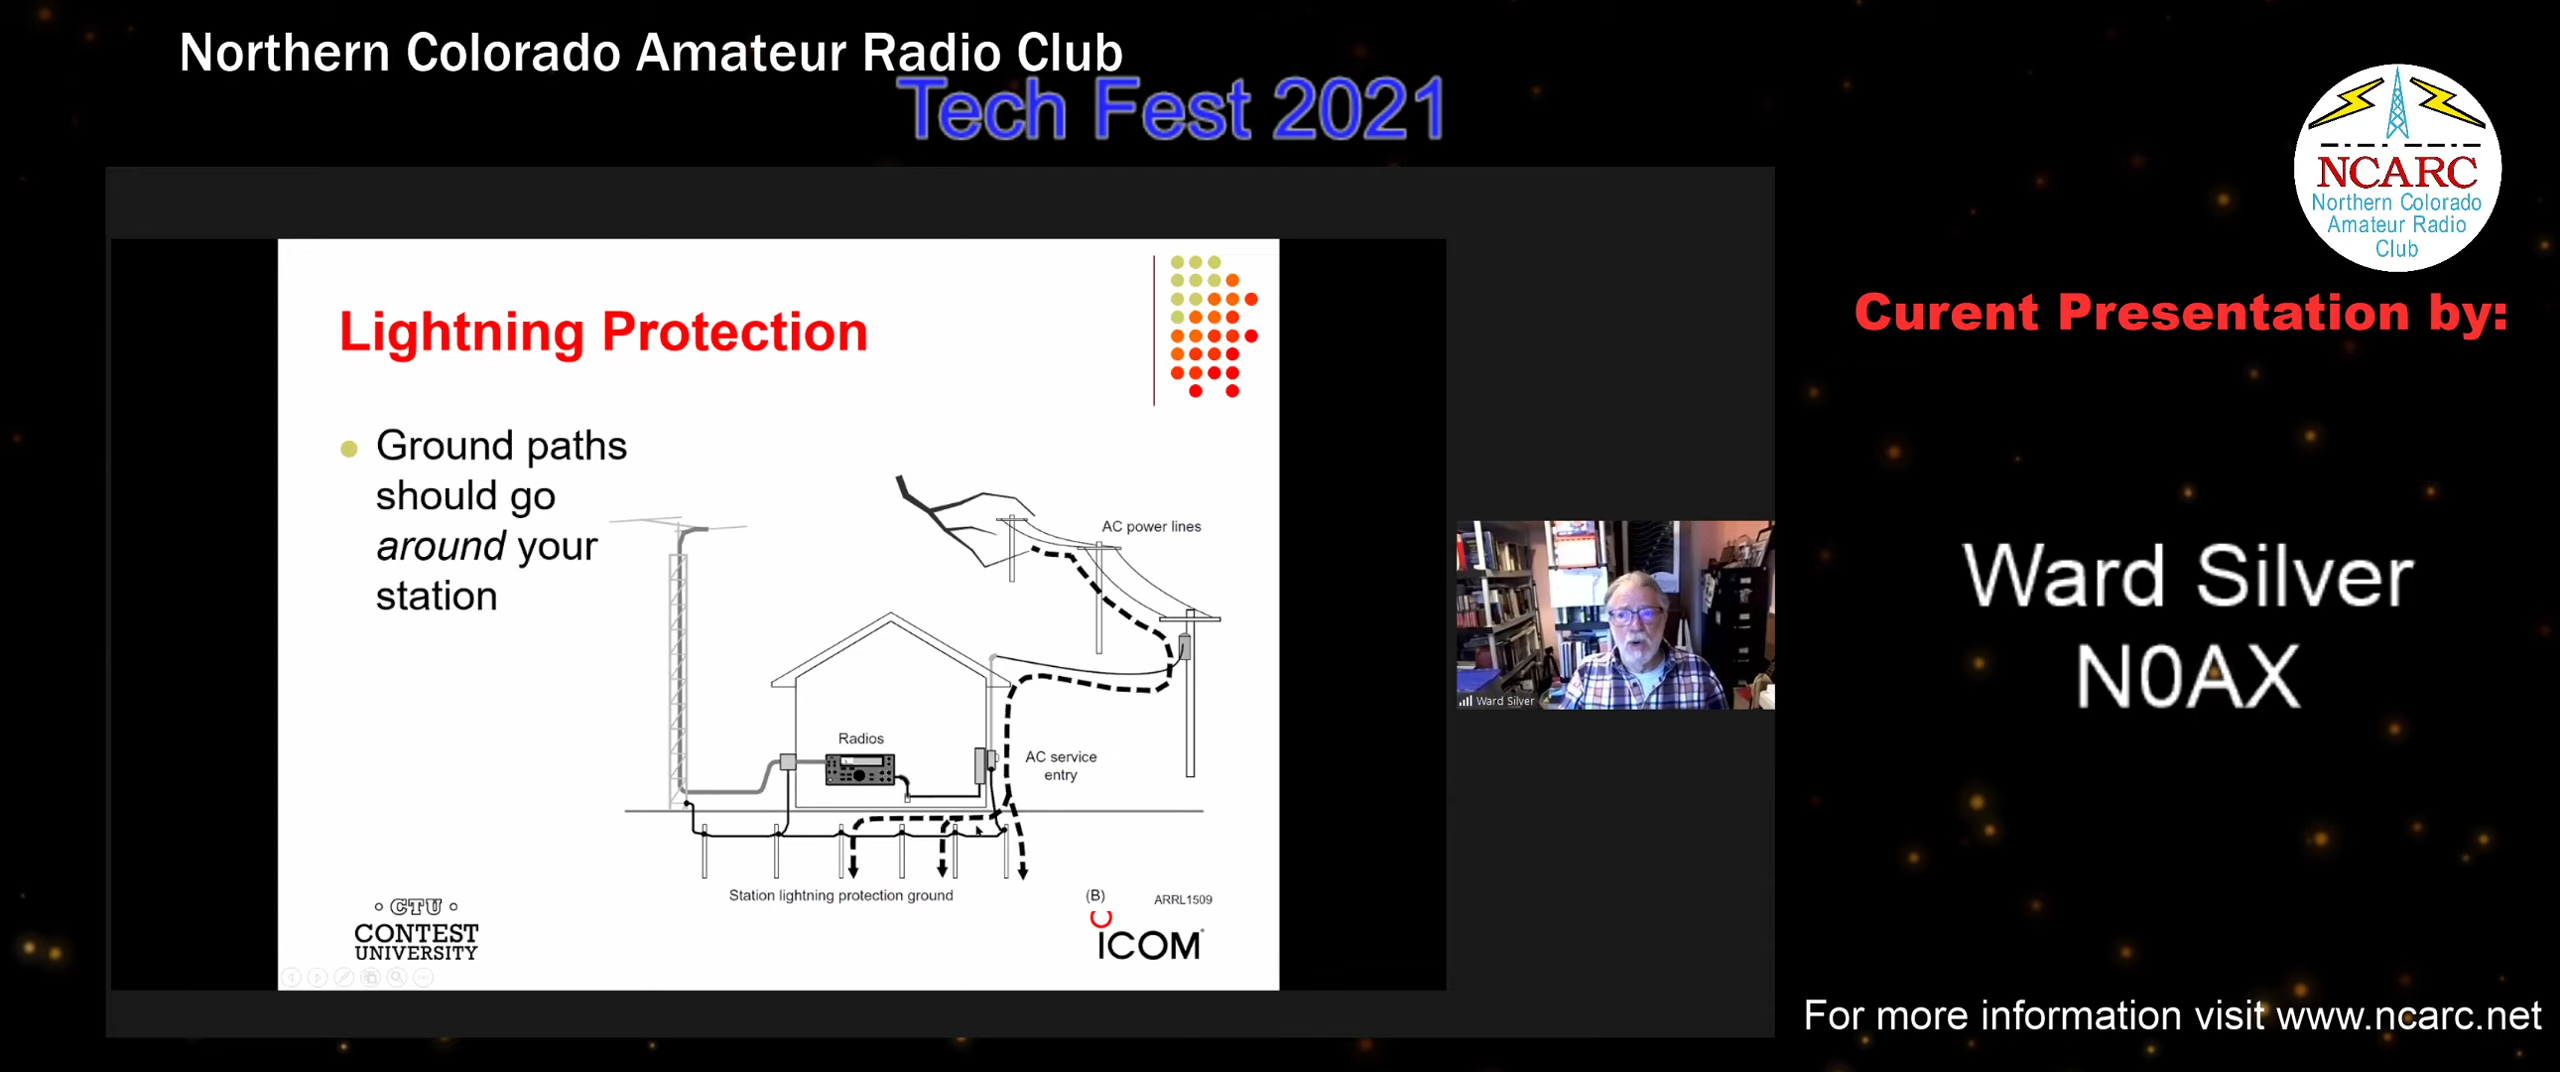 Northern Colorado Amateur Radio Club
Tech Fest 2021
NCARC
Northern Colorado
Amateur Radio
Club
Curent Presentation by:
Ward Silver
N0AX
For more information visit www.ncarc.net
Lightning Protection
Ground paths
should go
around your
station
AC power lines
Radios
AC service
entry
Station lightning protection ground
(B)
ARRL1509
CTU
CONTEST
UNIVERSITY
ICOM
Ward Silver